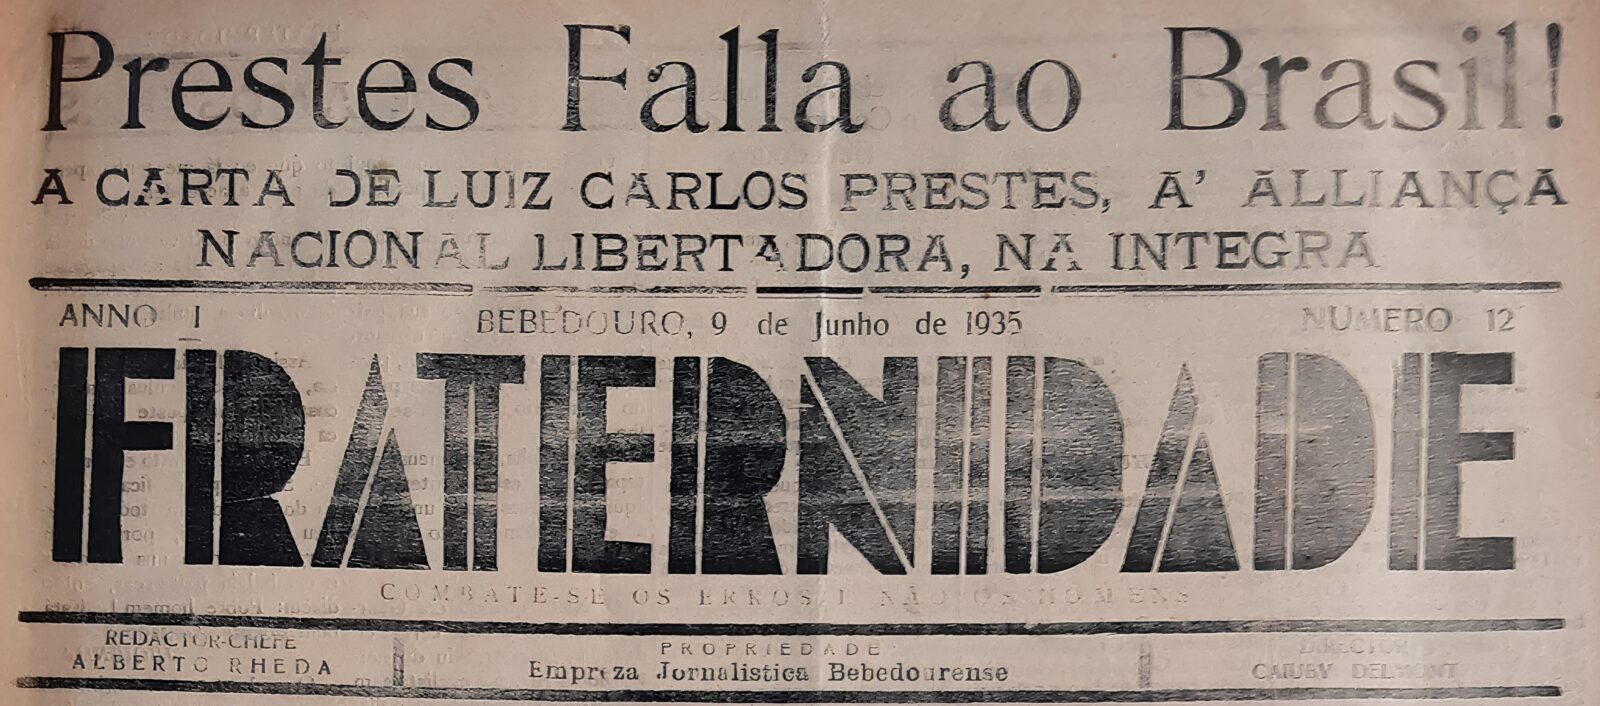 Prestes Falla ao Brasil!
A CARTA DE LUIZ CARLOS PRESTES, A' ALLIANÇA
NACIONAL LIBERTADORA, NA INTEGRA
ANNO I BEBEDOURO, 9 de Junho de 1935 NUMERO 12
FRATERNIDADE
COMBATE-SE OS ERROS E NÃO OS HOMENS
REDACTOR-CHEFE PROPRIEDADE DIRECTOR
ALBERTO RHEDA Empreza Jornalistica Bebedourense CAIUBY DELMONT